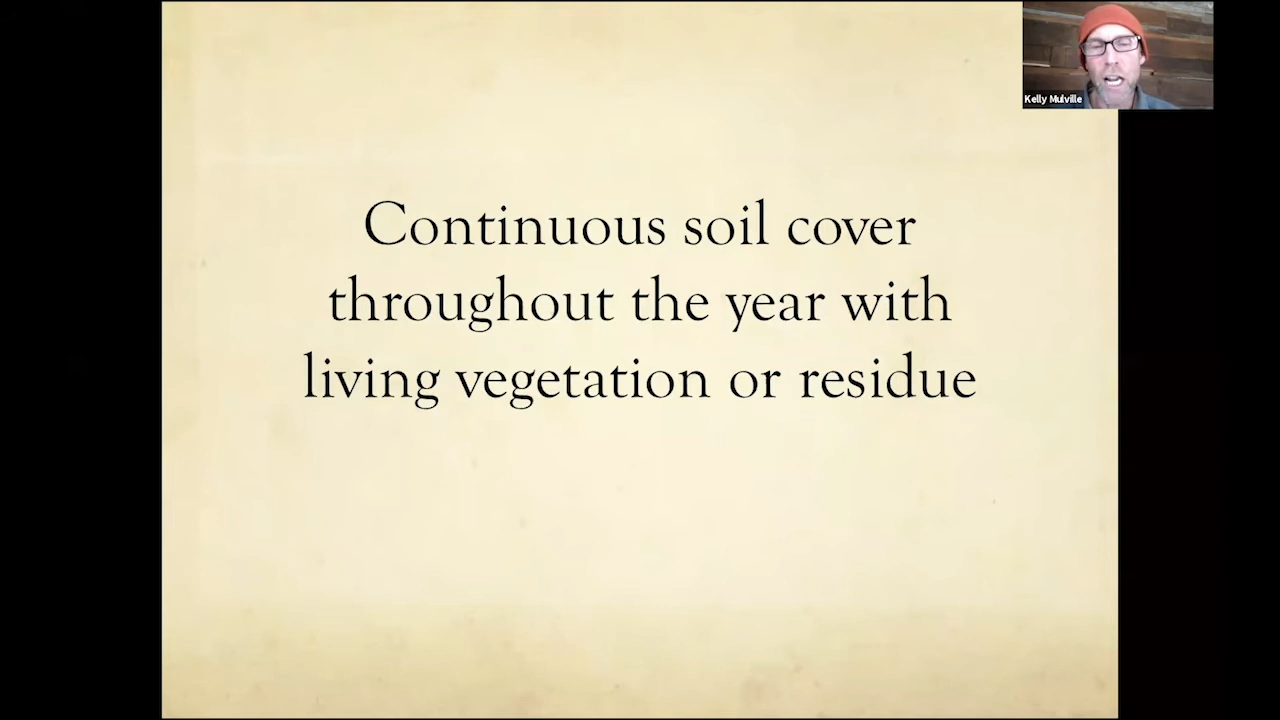 Kelly Mulville
Continuous soil cover
throughout the year with
living vegetation or residue